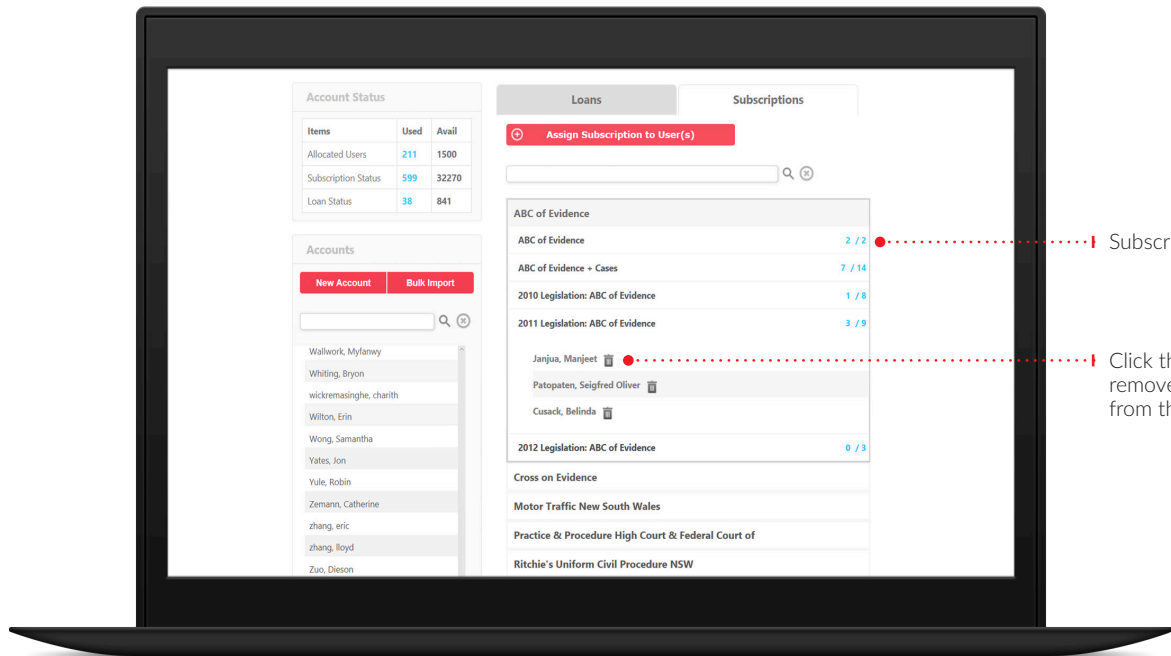 Account Status
Items Used Avail
Allocated Users 211 1500
Subscription Status 599 32270
Loan Status 38 841
Accounts
New Account Bulk Import
Wallwork, Myfanwy
Whiting, Bryon
wickremasinghe, charith
Wilton, Erin
Wong, Samantha
Yates, Jon
Yule, Robin
Zemann, Catherine
zhang, eric
zhang, lloyd
Zuo, Dieson
Loans Subscriptions
Assign Subscription to User(s)
ABC of Evidence
ABC of Evidence 2 / 2
ABC of Evidence + Cases 7 / 14
2010 Legislation: ABC of Evidence 1 / 8
2011 Legislation: ABC of Evidence 3 / 9
Janjua, Manjeet
Patopaten, Seigfred Oliver
Cusack, Belinda
2012 Legislation: ABC of Evidence 0 / 3
Cross on Evidence
Motor Traffic New South Wales
Practice & Procedure High Court & Federal Court of
Ritchie's Uniform Civil Procedure NSW
Click
from